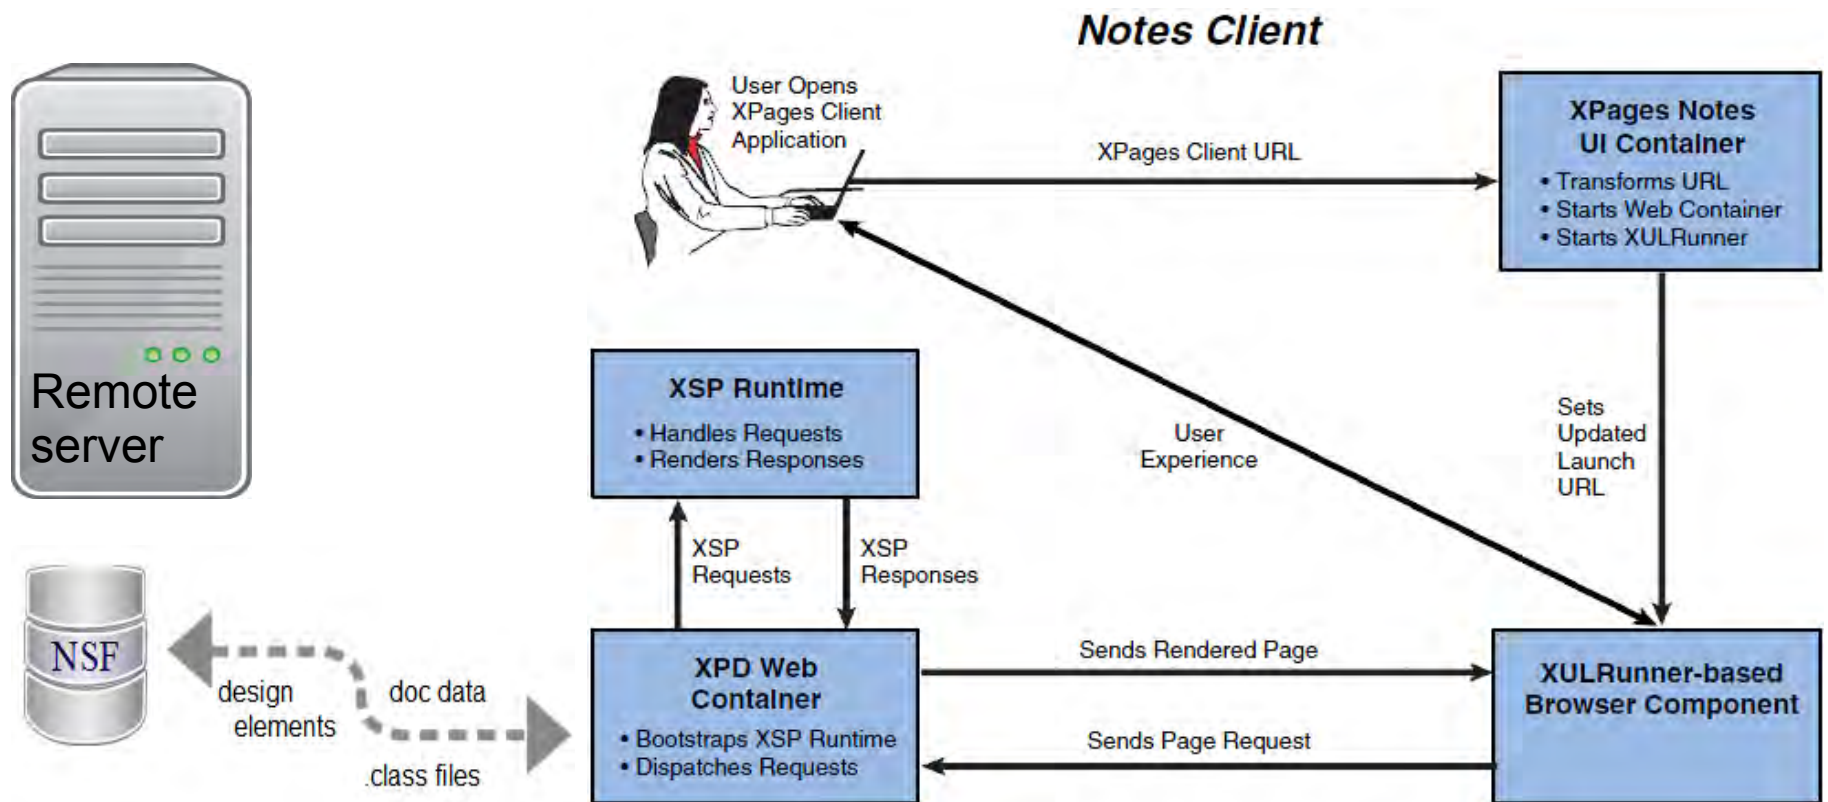 Notes Client
User Opens
XPages Client
Application
XPages Client URL
XPages Notes
UI Container
• Transforms URL
• Starts Web Container
• Starts XULRunner
Remote
server
XSP Runtime
• Handles Requests
• Renders Responses
User
Experience
Sets
Updated
Launch
URL
XSP
Requests
XSP
Responses
NSF
design
elements
doc data
.class files
XPD Web
Container
• Bootstraps XSP Runtime
• Dispatches Requests
Sends Rendered Page
Sends Page Request
XULRunner-based
Browser Component